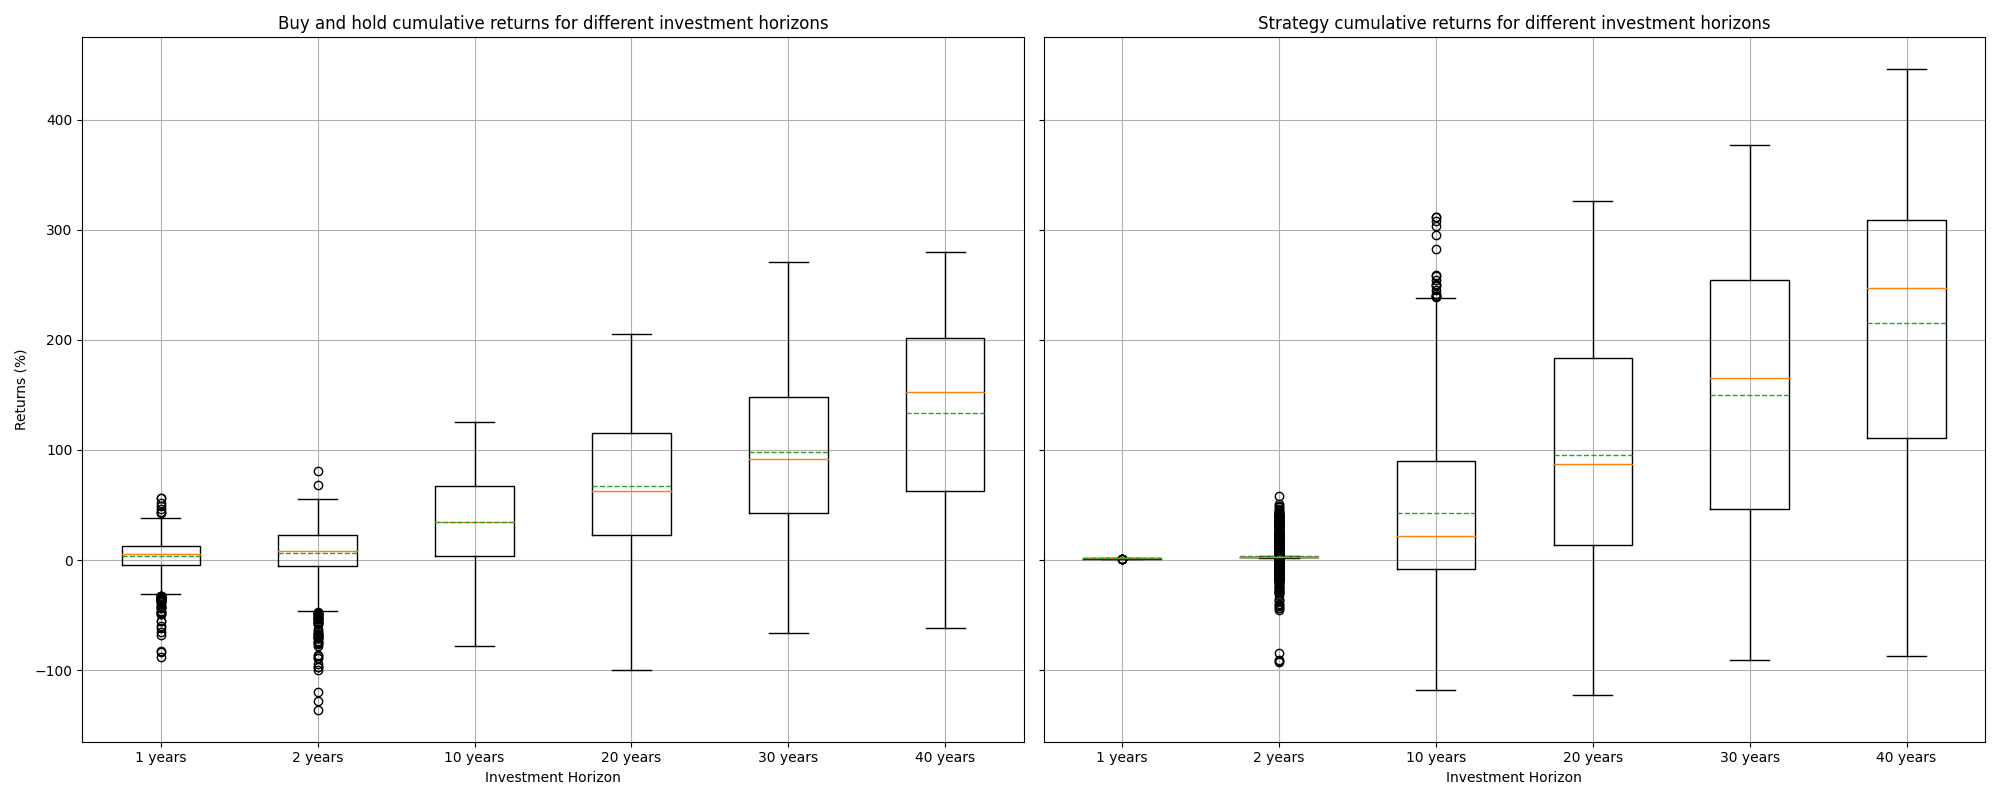 Buy and hold cumulative returns for different investment horizons
Returns (%)
400
300
200
100
0
−100
1 years
2 years
10 years
20 years
30 years
40 years
Investment Horizon
Strategy cumulative returns for different investment horizons
1 years
2 years
10 years
20 years
30 years
40 years
Investment Horizon